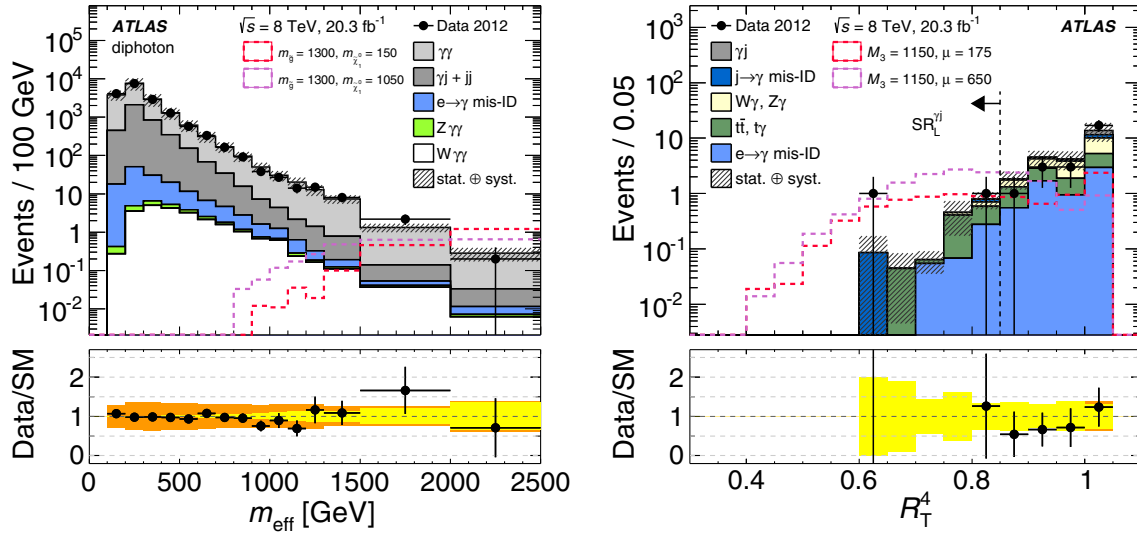 ATLAS
diphoton
√s = 8 TeV, 20.3 fb⁻¹
m_g̃ = 1300, m_χ̃₁⁰ = 150
m_g̃ = 1300, m_χ̃₁⁰ = 1050
Data 2012
γγ
γj + jj
e→γ mis-ID
Zγγ
Wγγ
stat. ⊕ syst.
Events / 100 GeV
10⁵
10⁴
10³
10²
10
1
10⁻¹
10⁻²
Data/SM
2
1
0
0 500 1000 1500 2000 2500
m_eff [GeV]
Data 2012
γj
j→γ mis-ID
Wγ, Zγ
tt̄, tγ
e→γ mis-ID
stat. ⊕ syst.
√s = 8 TeV, 20.3 fb⁻¹
M₃ = 1150, μ = 175
M₃ = 1150, μ = 650
ATLAS
SR_L^γj
Events / 0.05
10⁴
10³
10²
10
1
10⁻¹
10⁻²
Data/SM
2
1
0
0.4 0.6 0.8 1
R_T^4